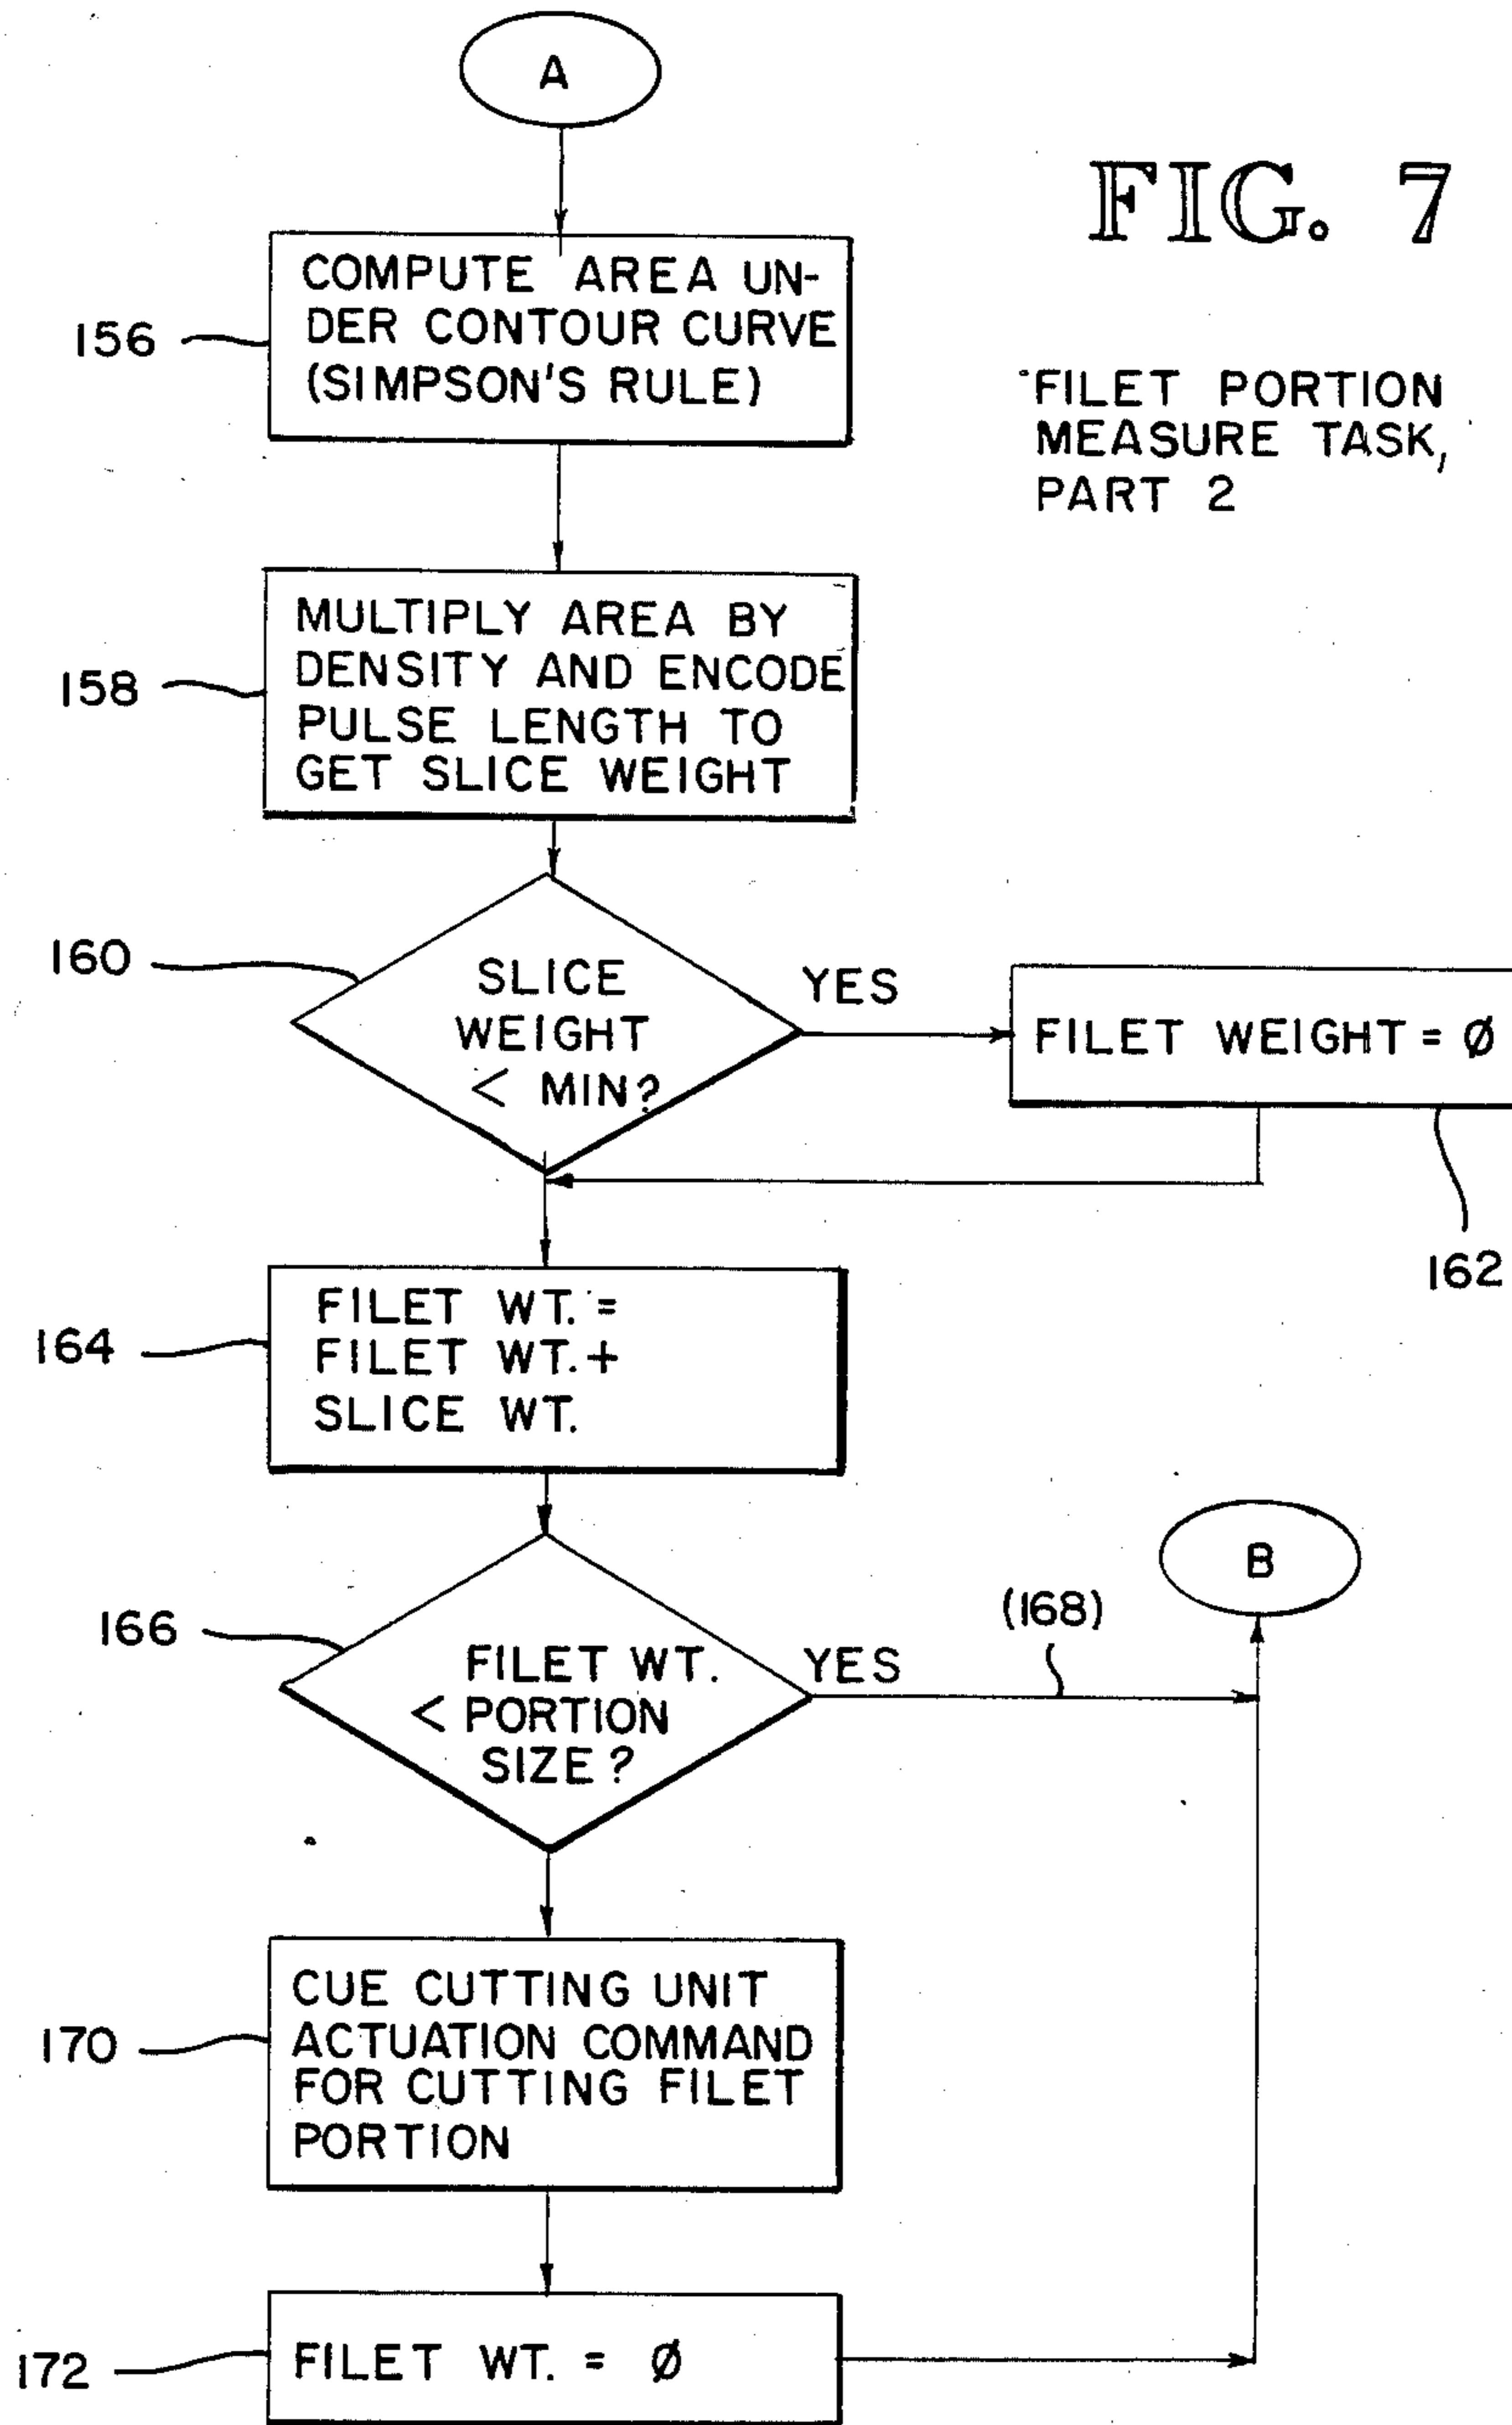 A
FIG. 7
COMPUTE AREA UN-
DER CONTOUR CURVE
(SIMPSON'S RULE)
156
FILET PORTION
MEASURE TASK,
PART 2
MULTIPLY AREA BY
DENSITY AND ENCODE
PULSE LENGTH TO
GET SLICE WEIGHT
158
160
SLICE
WEIGHT
< MIN?
YES
FILET WEIGHT = Ø
162
164
FILET WT. =
FILET WT. +
SLICE WT.
B
166
FILET WT.
< PORTION
SIZE?
YES
(168)
170
CUE CUTTING UNIT
ACTUATION COMMAND
FOR CUTTING FILET
PORTION
172
FILET WT. = Ø